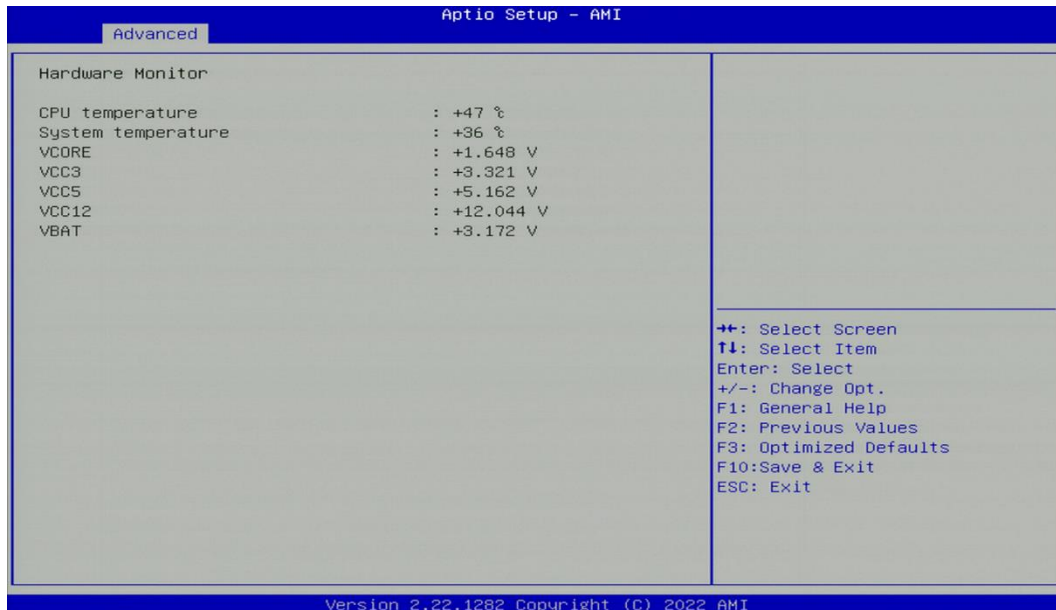 Aptio Setup - AMI
Advanced
Hardware Monitor
CPU temperature : +47 %
System temperature : +36 %
VCORE : +1.648 V
VCC3 : +3.321 V
VCC5 : +5.162 V
VCC12 : +12.044 V
VBAT : +3.172 V
→←: Select Screen
↑↓: Select Item
Enter: Select
+/-: Change Opt.
F1: General Help
F2: Previous Values
F3: Optimized Defaults
F10:Save & Exit
ESC: Exit
Version 2.22.1282 Copyright (C) 2022 AMI